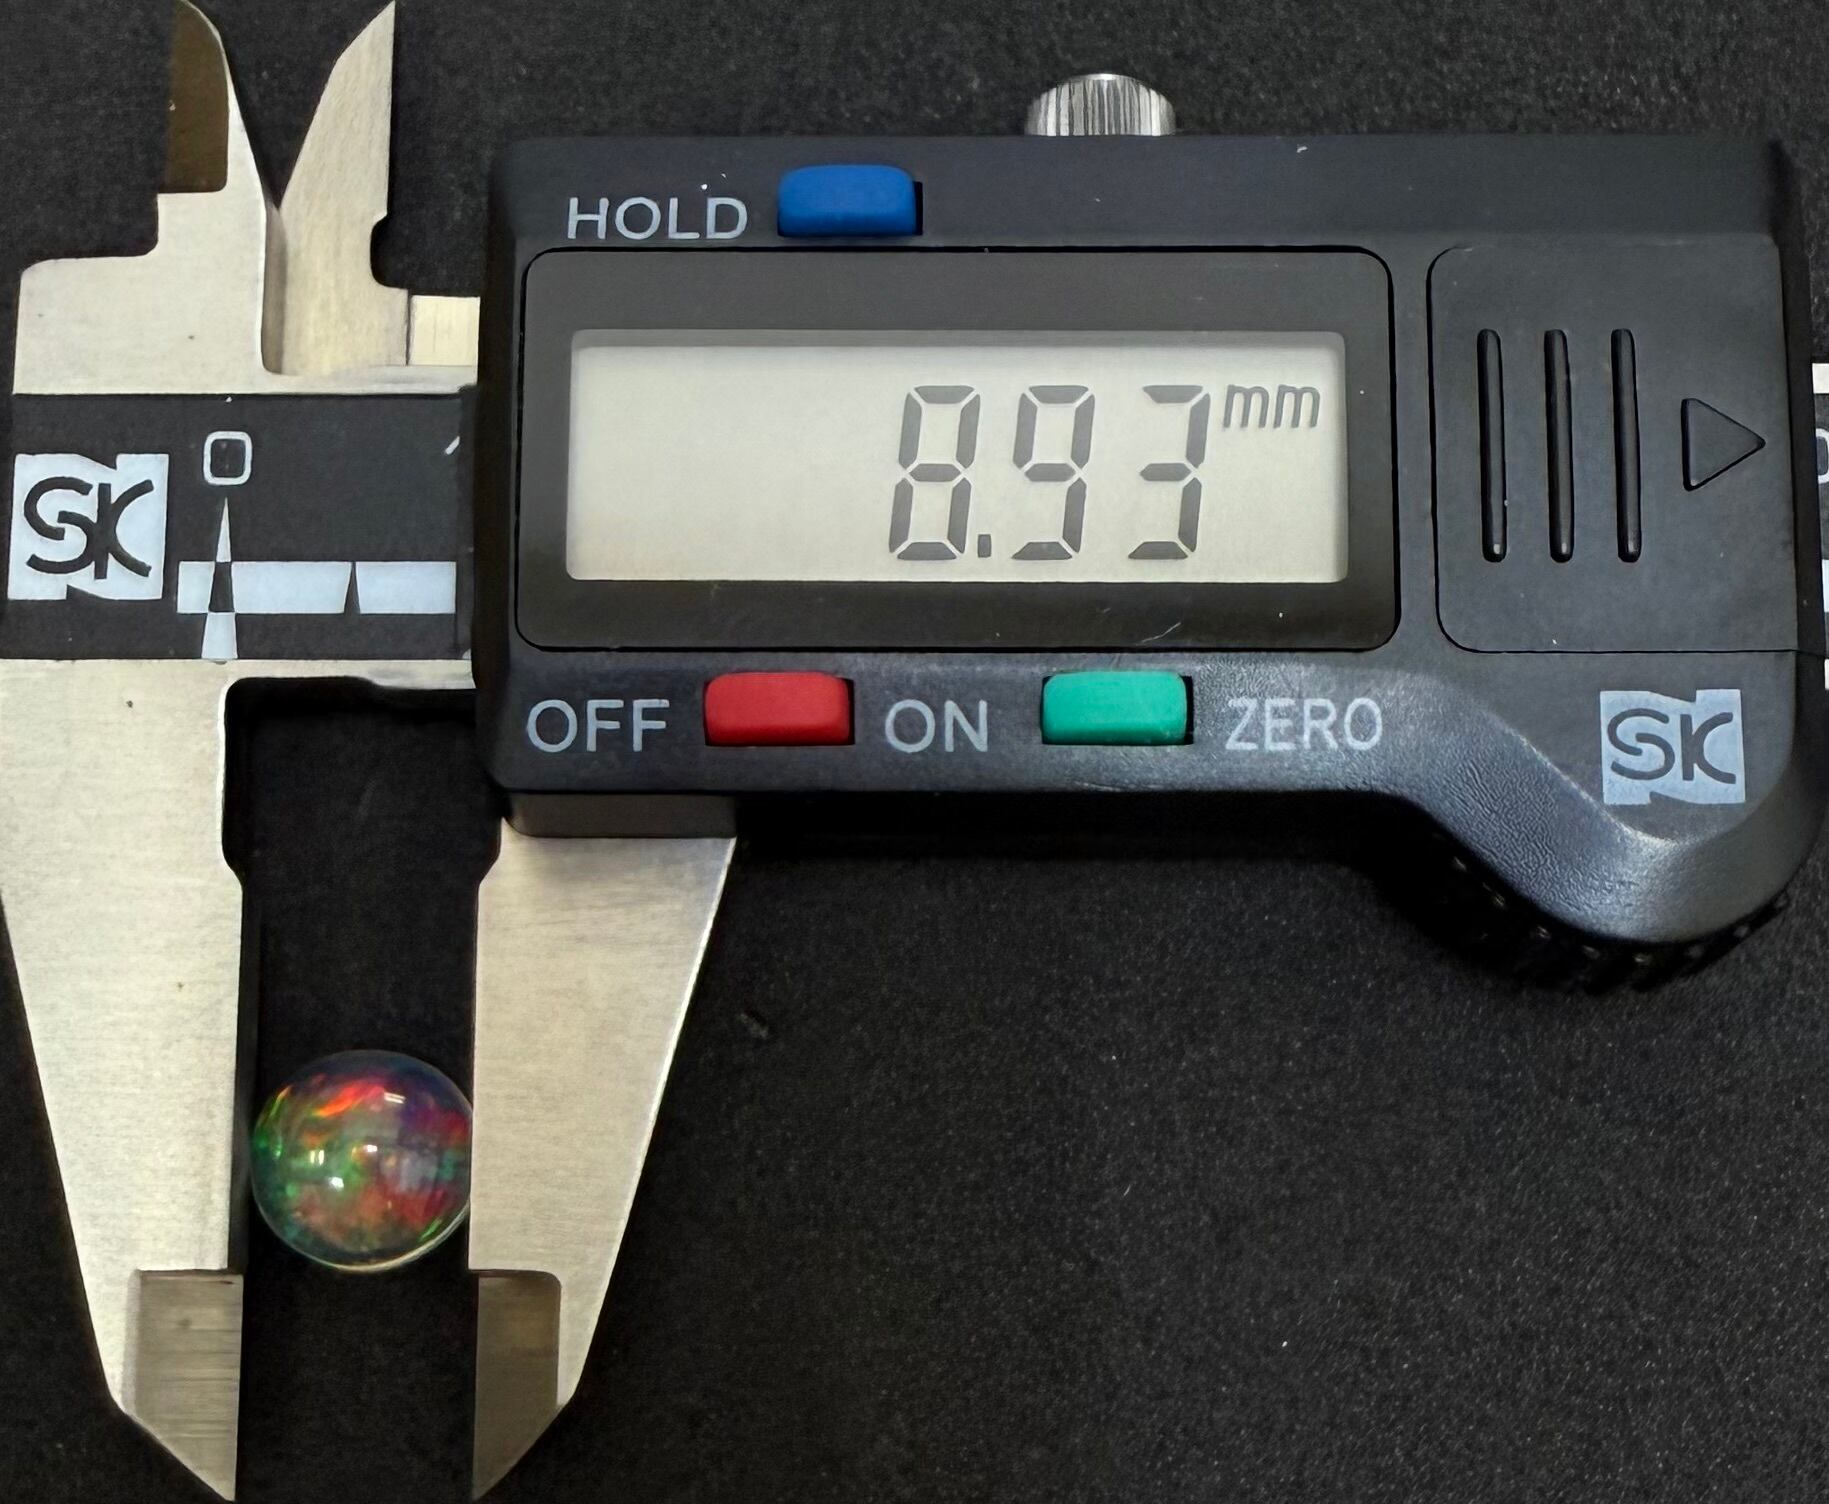 HOLD
8.93 mm
0
SK
OFF ON ZERO
SK